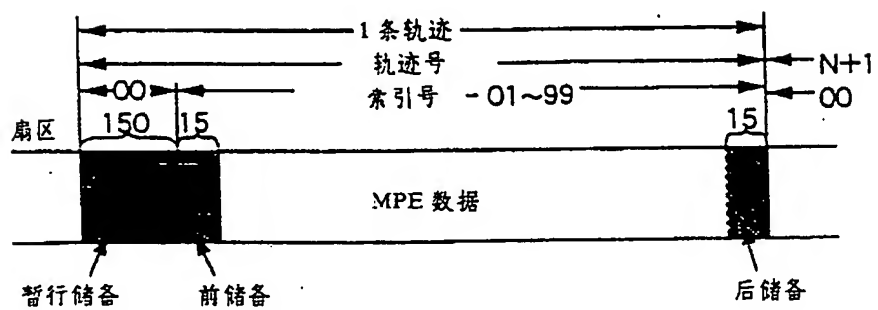 1条轨迹
轨迹号 N+1
00 索引号 -01~99 00
扇区 150 15 15
MPE 数据
暂行储备 前储备 后储备